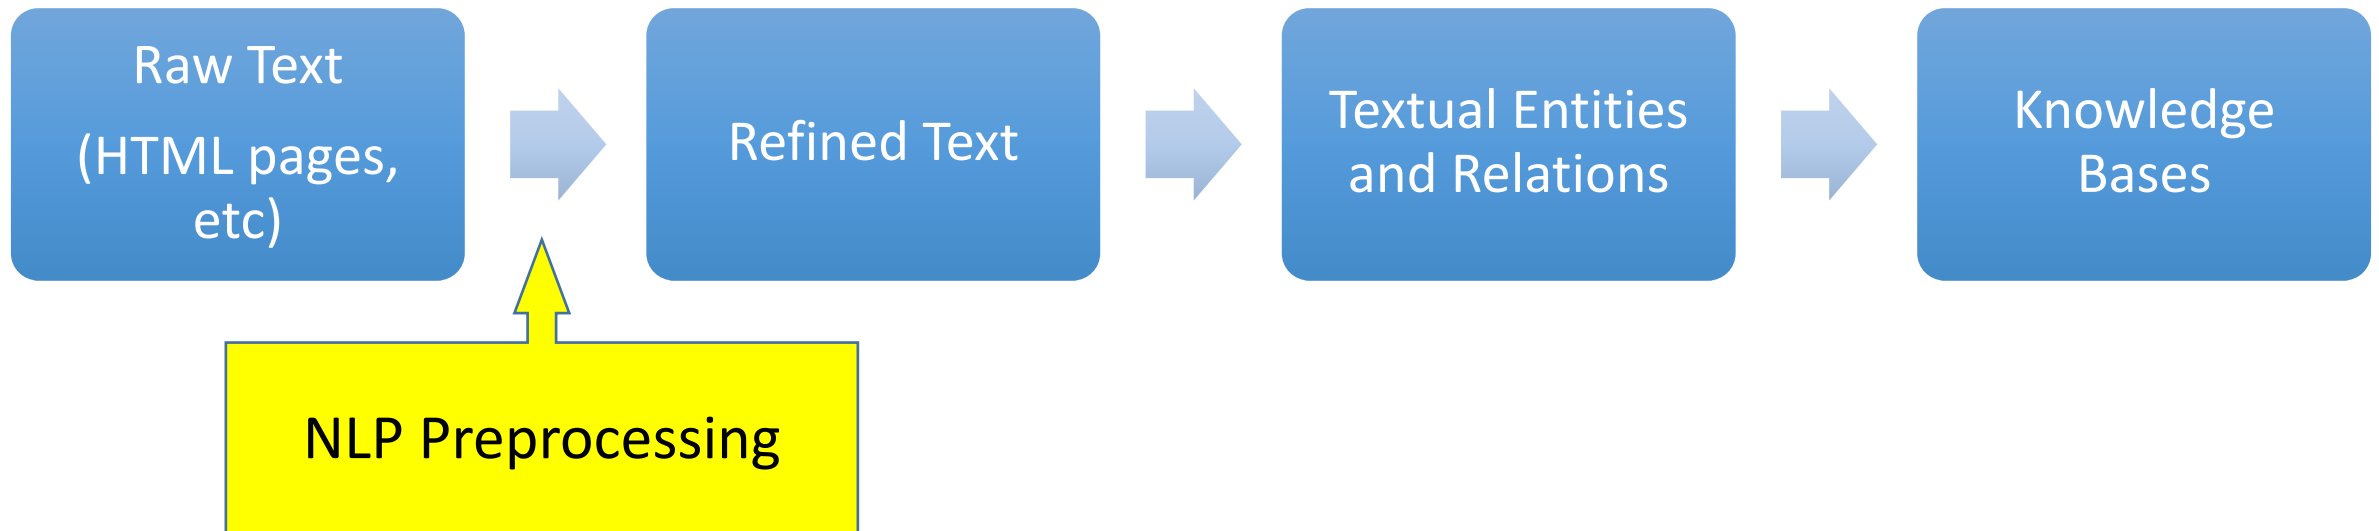 Raw Text
(HTML pages,
etc)
Refined Text
Textual Entities
and Relations
Knowledge
Bases
NLP Preprocessing